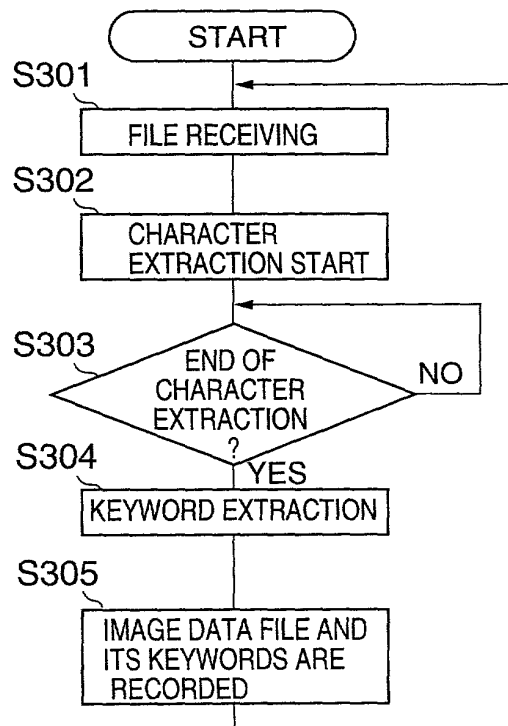 START
S301
FILE RECEIVING
S302
CHARACTER
EXTRACTION START
S303
END OF
CHARACTER
EXTRACTION
?
NO
YES
S304
KEYWORD EXTRACTION
S305
IMAGE DATA FILE AND
ITS KEYWORDS ARE
RECORDED